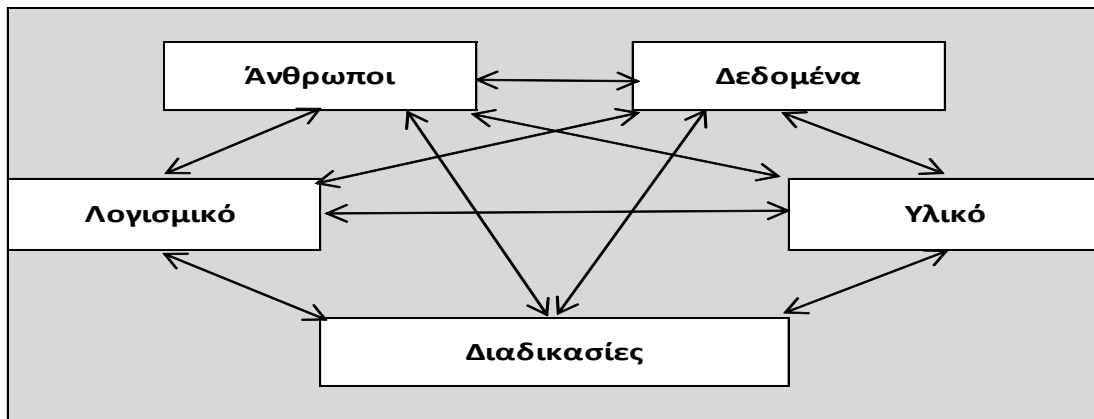 Άνθρωποι
Δεδομένα
Λογισμικό
Υλικό
Διαδικασίες